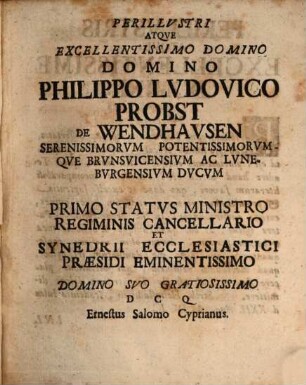 PERILLVSTRI
ATQVE
EXCELLENTISSIMO DOMINO
DOMINO
PHILIPPO LVDOVICO
PROBST
DE WENDHAVSEN
SERENISSIMORVM POTENTISSIMORVM-
QVE BRVNSVICENSIVM AC LVNE-
BVRGENSIVM DVCVM
PRIMO STATVS MINISTRO
REGIMINIS CANCELLARIO
ET
SYNEDRII ECCLESIASTICI
PRÆSIDI EMINENTISSIMO
DOMINO SVO GRATIOSISSIMO
D C Q
Ernestus Salomo Cyprianus.